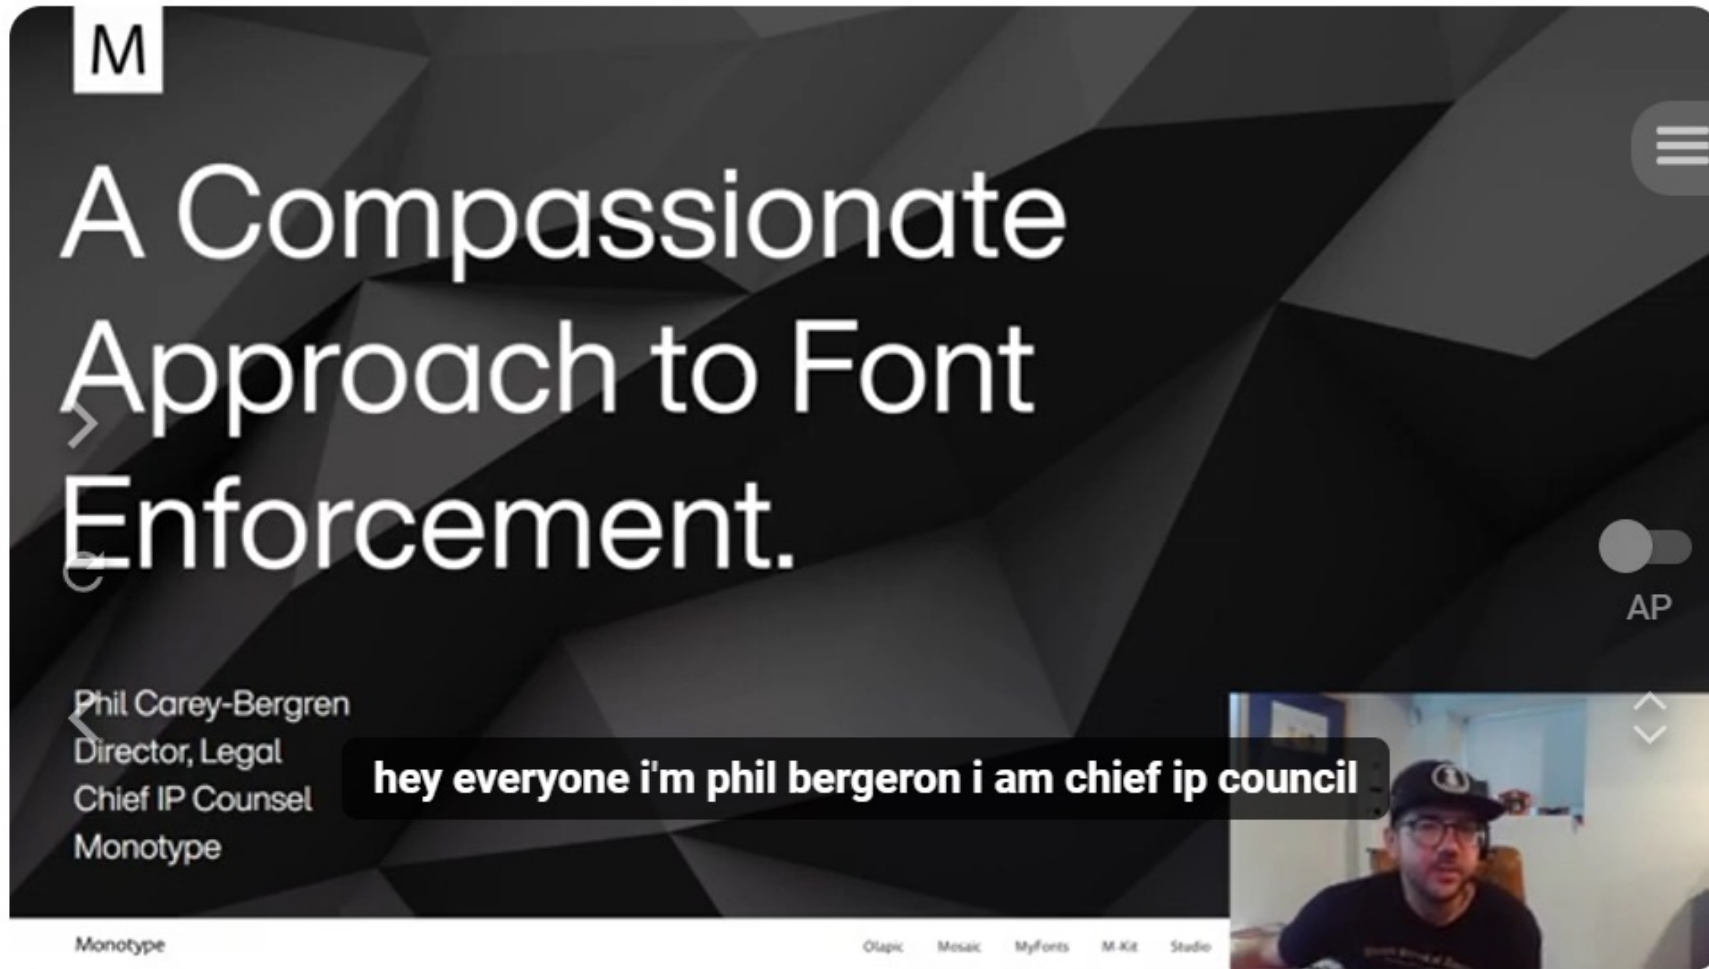 M
A Compassionate
Approach to Font
Enforcement.
AP
Phil Carey-Bergren
Director, Legal
Chief IP Counsel
Monotype
hey everyone i'm phil bergeron i am chief ip council
Monotype
Olapic Mosaic MyFonts M-Kit Studio